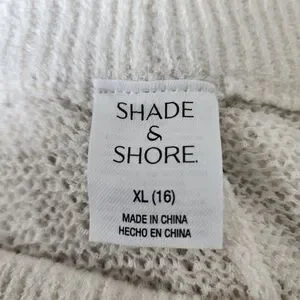 SHADE
&
SHORE.
XL (16)
MADE IN CHINA
HECHO EN CHINA